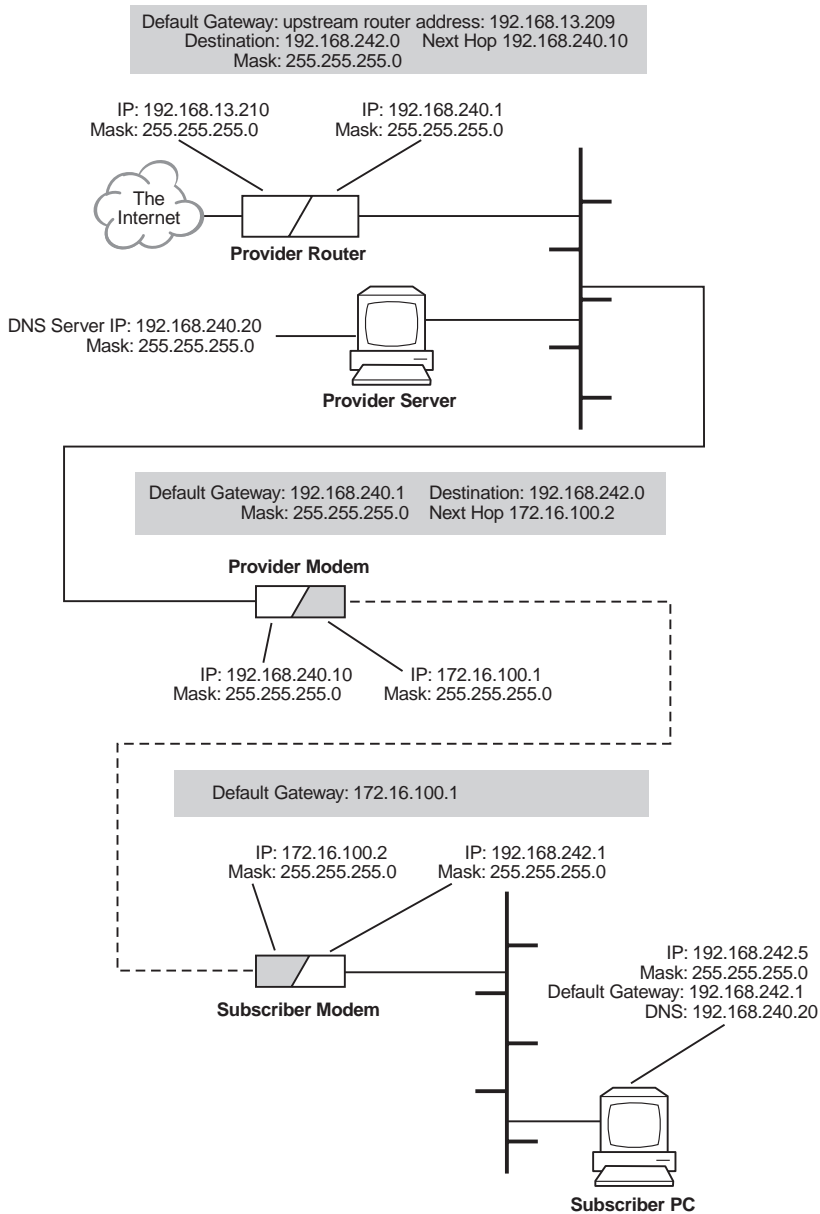 Default Gateway: upstream router address: 192.168.13.209
Destination: 192.168.242.0 Next Hop 192.168.240.10
Mask: 255.255.255.0
IP: 192.168.13.210
Mask: 255.255.255.0
IP: 192.168.240.1
Mask: 255.255.255.0
The
Internet
Provider Router
DNS Server IP: 192.168.240.20
Mask: 255.255.255.0
Provider Server
Default Gateway: 192.168.240.1 Destination: 192.168.242.0
Mask: 255.255.255.0 Next Hop 172.16.100.2
Provider Modem
IP: 192.168.240.10
Mask: 255.255.255.0
IP: 172.16.100.1
Mask: 255.255.255.0
Default Gateway: 172.16.100.1
IP: 172.16.100.2
Mask: 255.255.255.0
IP: 192.168.242.1
Mask: 255.255.255.0
Subscriber Modem
IP: 192.168.242.5
Mask: 255.255.255.0
Default Gateway: 192.168.242.1
DNS: 192.168.240.20
Subscriber PC